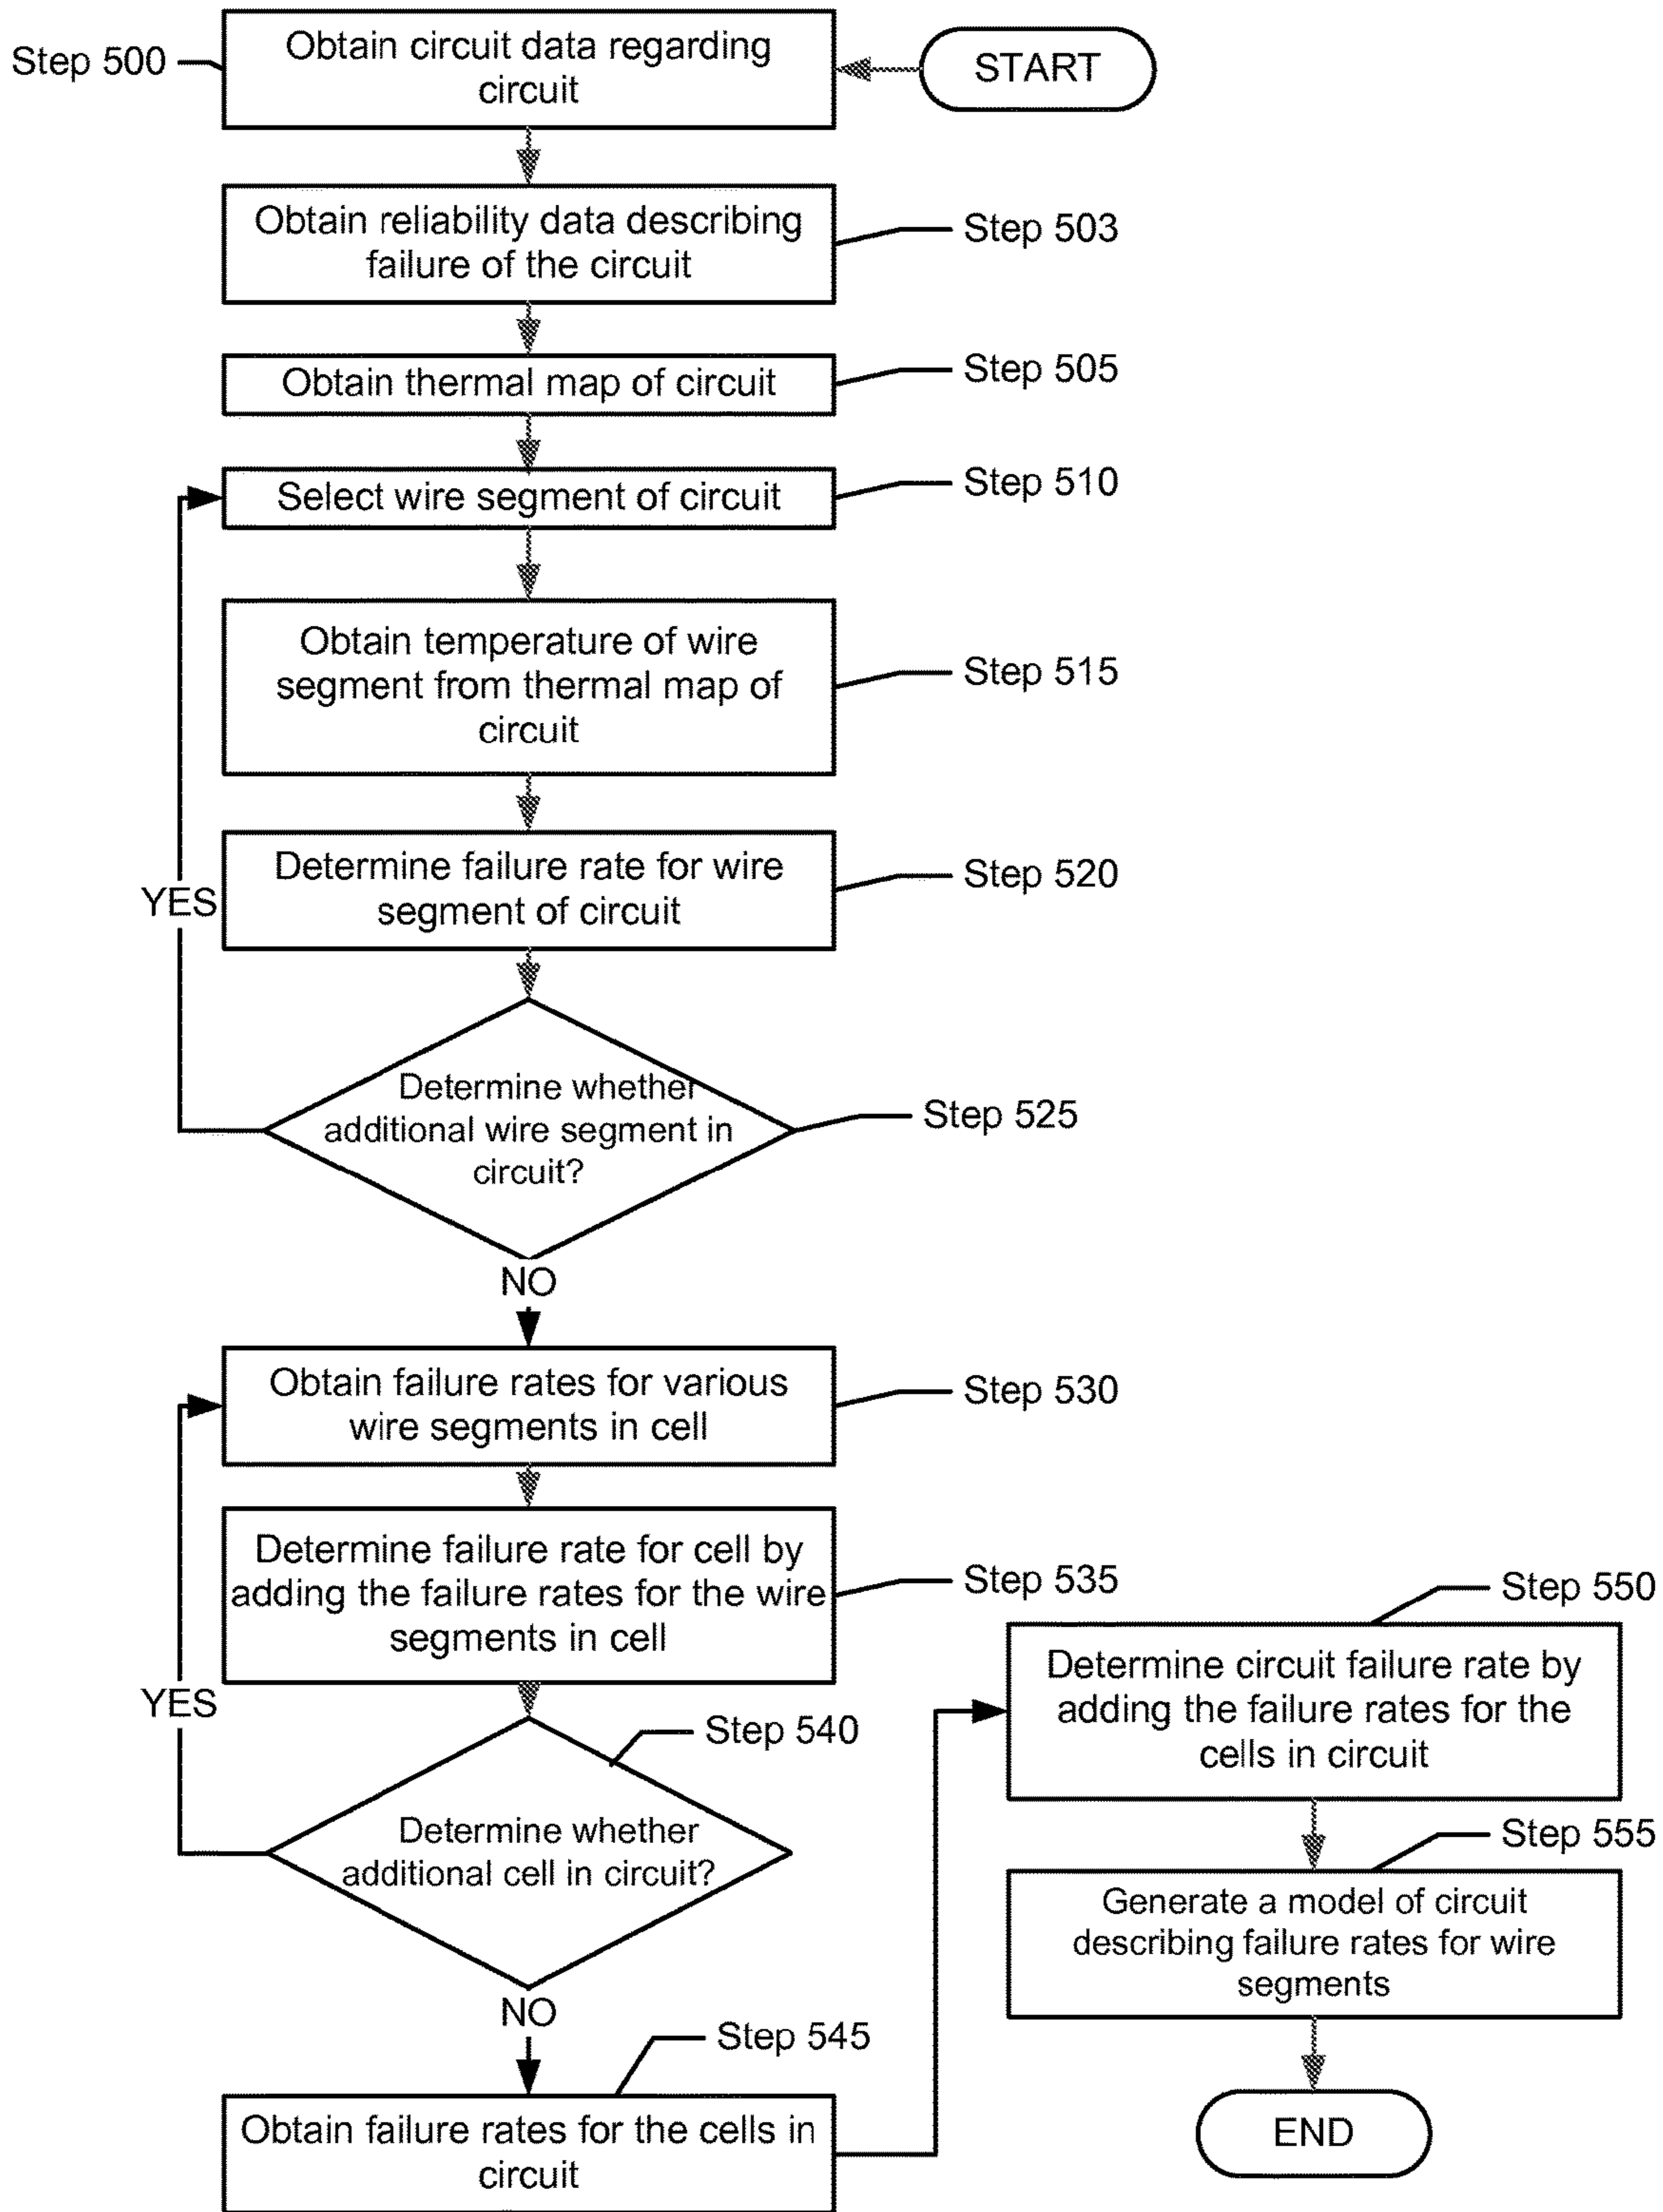 START
Step 500
Obtain circuit data regarding
circuit
Obtain reliability data describing
failure of the circuit
Step 503
Obtain thermal map of circuit
Step 505
Select wire segment of circuit
Step 510
Obtain temperature of wire
segment from thermal map of
circuit
Step 515
Determine failure rate for wire
segment of circuit
Step 520
YES
Determine whether
additional wire segment in
circuit?
Step 525
NO
Obtain failure rates for various
wire segments in cell
Step 530
Determine failure rate for cell by
adding the failure rates for the wire
segments in cell
Step 535
YES
Step 540
Determine whether
additional cell in circuit?
NO
Step 545
Obtain failure rates for the cells in
circuit
Step 550
Determine circuit failure rate by
adding the failure rates for the
cells in circuit
Step 555
Generate a model of circuit
describing failure rates for wire
segments
END